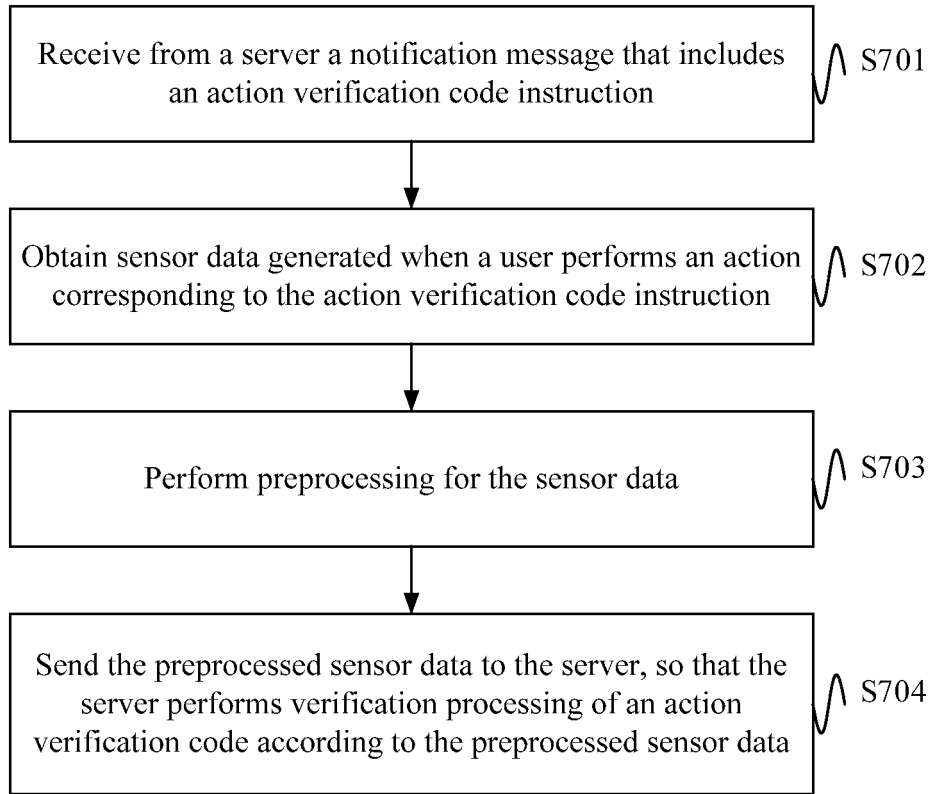 Receive from a server a notification message that includes
an action verification code instruction
S701
Obtain sensor data generated when a user performs an action
corresponding to the action verification code instruction
S702
Perform preprocessing for the sensor data
S703
Send the preprocessed sensor data to the server, so that the
server performs verification processing of an action
verification code according to the preprocessed sensor data
S704